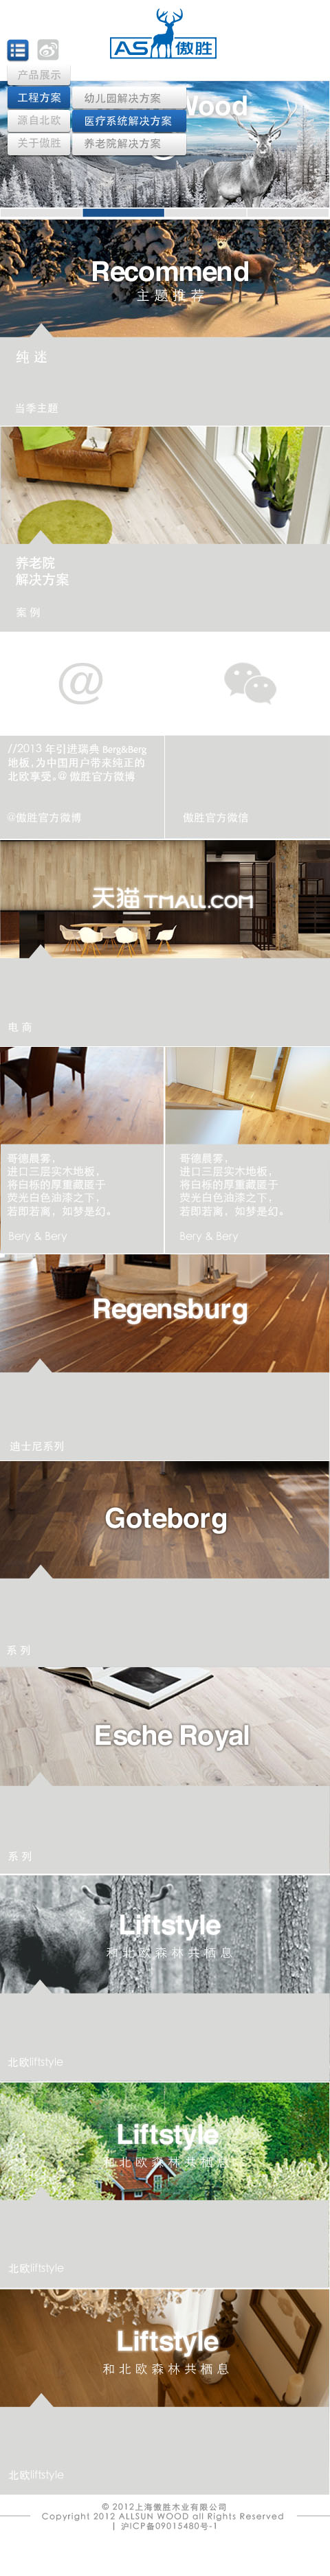 AS 傲胜
产品展示
工程方案
源自北欧
关于傲胜
幼儿园解决方案
医疗系统解决方案
养老院解决方案
Wood
Recommend
主题推荐
纯 迷
当季主题
养老院
解决方案
案 例
@
//2013 年引进瑞典 Berg&Berg
地板,为中国用户带来纯正的
北欧享受。@ 傲胜官方微博
@傲胜官方微博
傲胜官方微信
天猫 TMALL.COM
电 商
哥德晨雾,
进口三层实木地板,
将白栎的厚重藏匿于
荧光白色油漆之下,
若即若离、如梦是幻。
Bery & Bery
哥德晨雾,
进口三层实木地板,
将白栎的厚重藏匿于
荧光白色油漆之下,
若即若离、如梦是幻。
Bery & Bery
Regensburg
迪士尼系列
Goteborg
系 列
Esche Royal
系 列
Liftstyle
和北欧森林共栖息
北欧liftstyle
Liftstyle
和北欧森林共栖息
北欧liftstyle
Liftstyle
和北欧森林共栖息
北欧liftstyle
© 2012上海傲胜木业有限公司
Copyright 2012 ALLSUN WOOD all Rights Reserved
| 沪ICP备09015480号-1